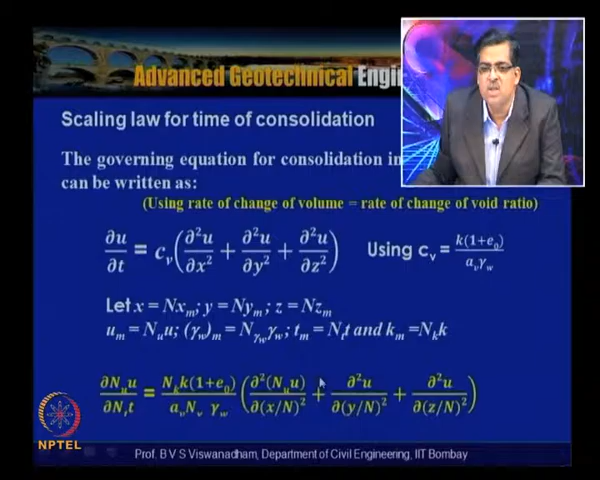 Advanced Geotechnical Engi
Scaling law for time of consolidation
The governing equation for consolidation in
can be written as:
(Using rate of change of volume = rate of change of void ratio)
∂u/∂t = c_v(∂²u/∂x² + ∂²u/∂y² + ∂²u/∂z²) Using c_v = k(1+e_0)/(a_v γ_w)
Let x = Nx_m; y = Ny_m; z = Nz_m
u_m = N_u u; (γ_w)_m = N_{γ_w} γ_w; t_m = N_t t and k_m = N_k k
∂N_u u/∂N_t t = N_k k(1+e_0)/(a_v N_γ γ_w) (∂²(N_u u)/∂(x/N)² + ∂²u/∂(y/N)² + ∂²u/∂(z/N)²)
NPTEL
Prof. B V S Viswanadham, Department of Civil Engineering, IIT Bombay